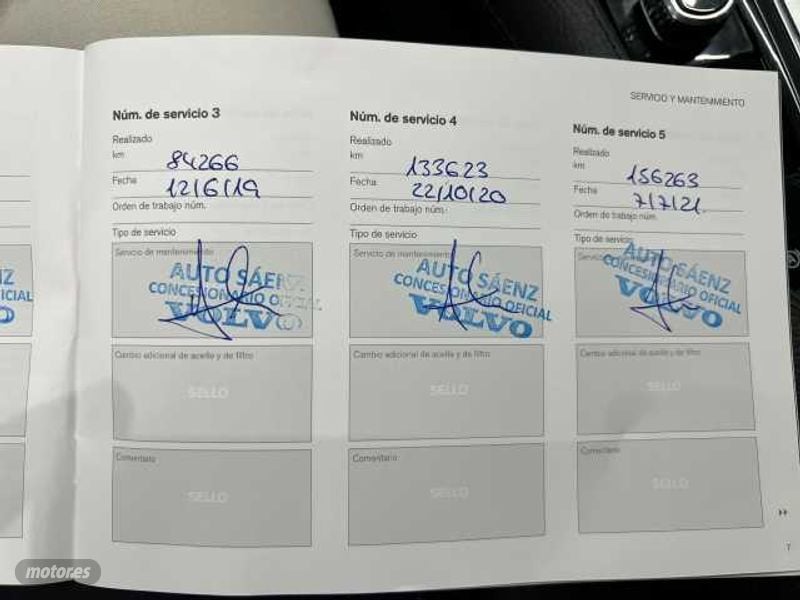 SERVICIO Y MANTENIMIENTO
Núm. de servicio 3
Realizado
km 84266
Fecha 12/6/19
Orden de trabajo núm.
Tipo de servicio
Servicio de mantenimiento
AUTO SÁENZ
CONCESIONARIO OFICIAL
VOLVO
Cambio adicional de aceite y de filtro
SELLO
Comentario
SELLO
Núm. de servicio 4
Realizado
km 133623
Fecha 22/10/20
Orden de trabajo núm.
Tipo de servicio
Servicio de mantenimiento
AUTO SÁENZ
CONCESIONARIO OFICIAL
VOLVO
Cambio adicional de aceite y de filtro
SELLO
Comentario
SELLO
Núm. de servicio 5
Realizado
km 156263
Fecha 7/7/21.
Orden de trabajo núm.
Tipo de servicio
AUTO SÁENZ
CONCESIONARIO OFICIAL
VOLVO
Cambio adicional de aceite y de filtro
SELLO
Comentario
SELLO
7
NZ
ICIAL
motor.es